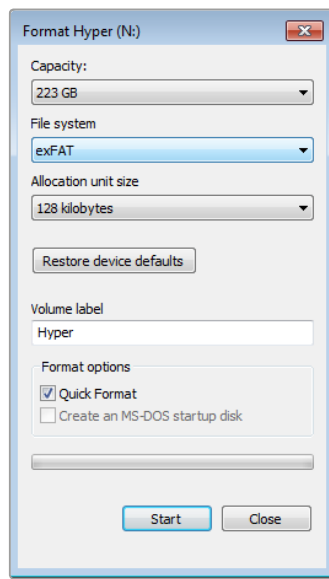 Format Hyper (N:)
Capacity:
223 GB
File system
exFAT
Allocation unit size
128 kilobytes
Restore device defaults
Volume label
Hyper
Format options
Quick Format
Create an MS-DOS startup disk
Start Close